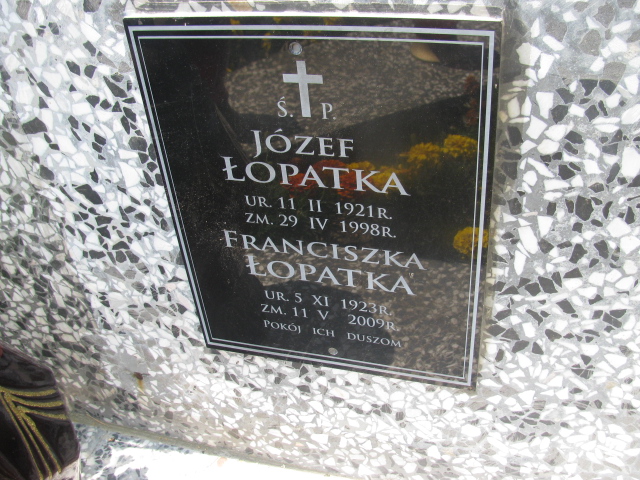 Ś. P.
JÓZEF
ŁOPATKA
UR. 11 II 1921R.
ZM. 29 IV 1998R.
FRANCISZKA
ŁOPATKA
UR. 5 XI 1923R.
ZM. 11 V 2009R.
POKÓJ ICH DUSZOM